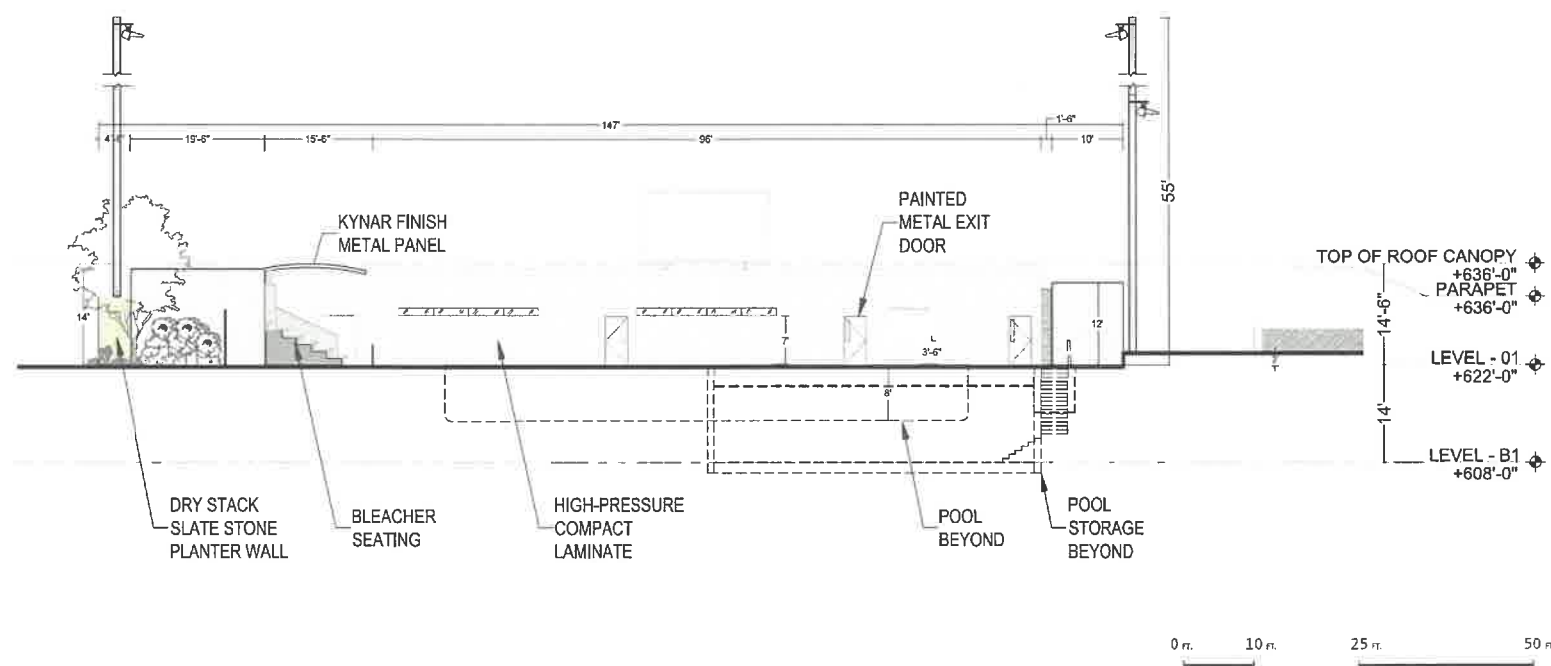 147'
1'-6"
4'-6"
19'-6"
15'-6"
96'
10'
55'
KYNAR FINISH
METAL PANEL
PAINTED
METAL EXIT
DOOR
TOP OF ROOF CANOPY
+636'-0"
PARAPET
+636'-0"
14'-6"
14'
12'
7'
3'-6"
LEVEL - 01
+622'-0"
8'
14'
LEVEL - B1
+608'-0"
DRY STACK
SLATE STONE
PLANTER WALL
BLEACHER
SEATING
HIGH-PRESSURE
COMPACT
LAMINATE
POOL
BEYOND
POOL
STORAGE
BEYOND
0 FT. 10 FT. 25 FT. 50 F